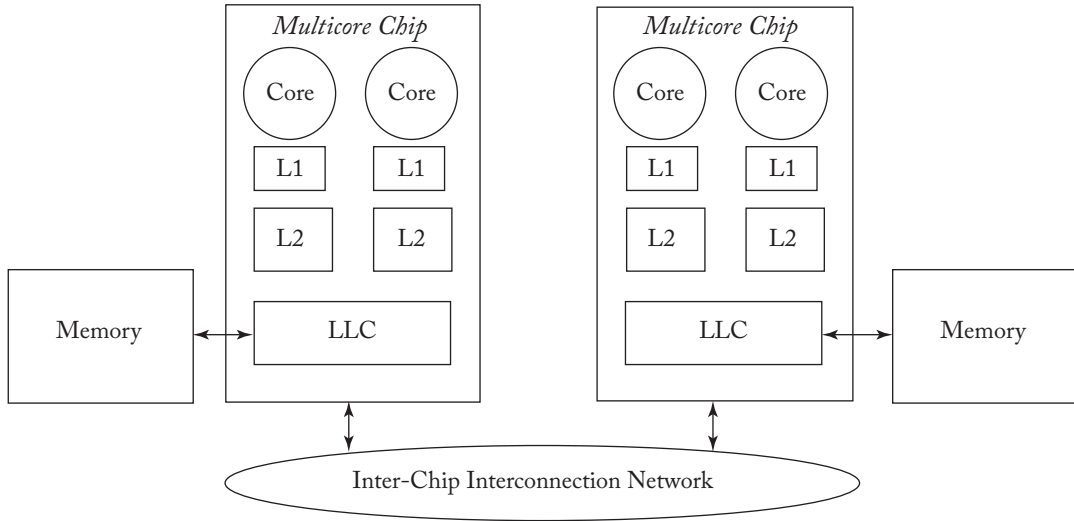 Multicore Chip
Core Core
L1 L1
L2 L2
LLC
Memory
Multicore Chip
Core Core
L1 L1
L2 L2
LLC
Memory
Inter-Chip Interconnection Network